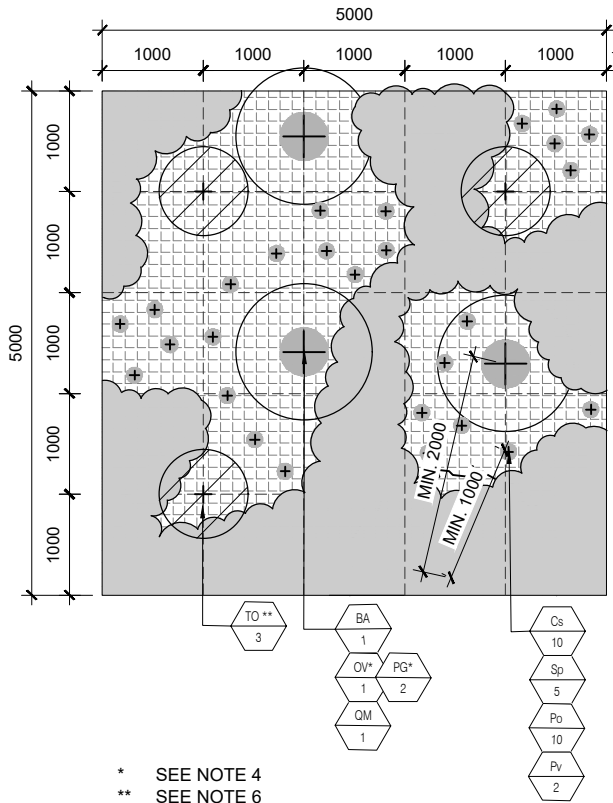 5000
1000 1000 1000 1000 1000
5000
1000
1000
1000
1000
1000
MIN. 2000
MIN. 1000
TO **
3
BA
1
OV*
1
PG*
2
QM
1
Cs
10
Sp
5
Po
10
Pv
2
* SEE NOTE 4
** SEE NOTE 6